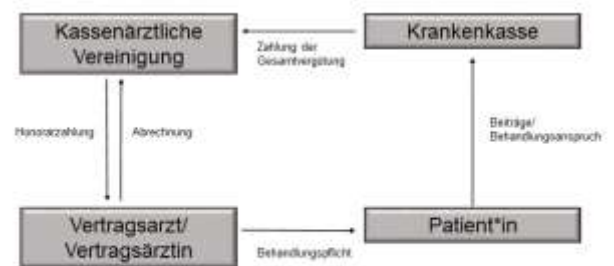 Kassenärztliche
Vereinigung
Krankenkasse
Zahlung der
Gesamtvergütung
Honorarzahlung
Abrechnung
Beiträge/
Behandlungsanspruch
Vertragsarzt/
Vertragsärztin
Behandlungspflicht
Patient*in